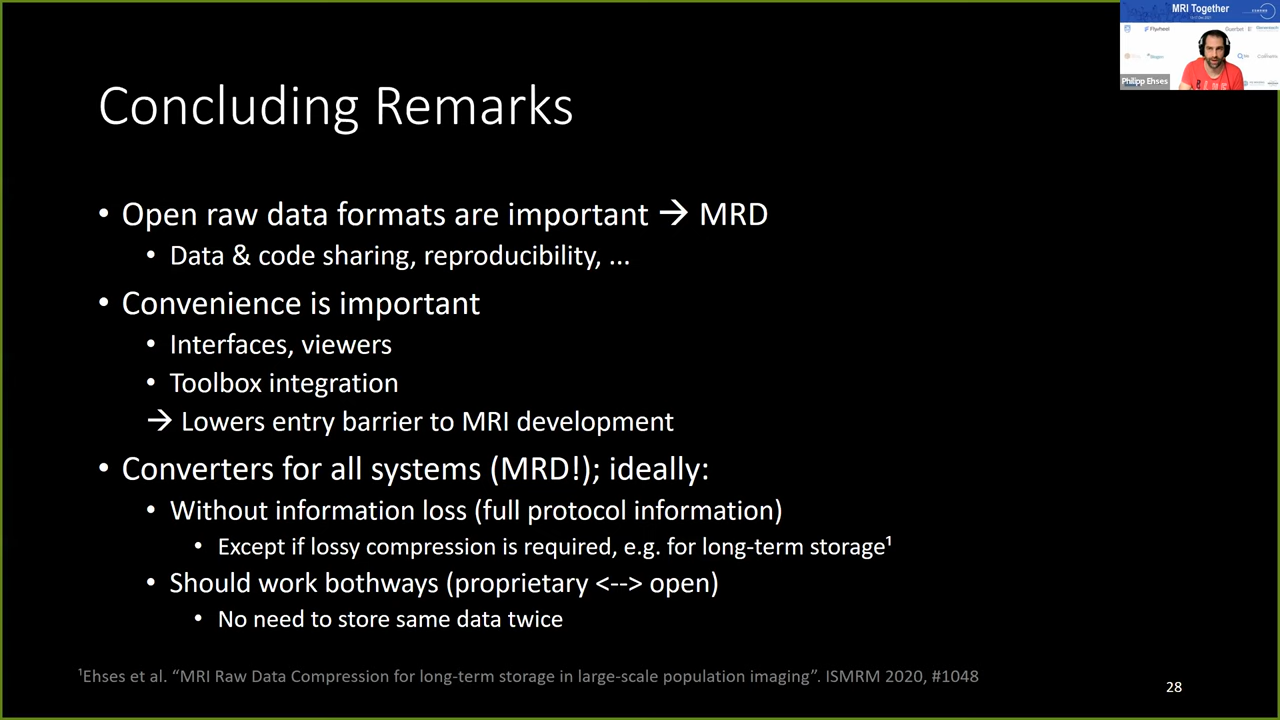 MRI Together
Flywheel
Philipp Ehses
Concluding Remarks
• Open raw data formats are important → MRD
• Data & code sharing, reproducibility, ...
• Convenience is important
• Interfaces, viewers
• Toolbox integration
→ Lowers entry barrier to MRI development
• Converters for all systems (MRD!); ideally:
• Without information loss (full protocol information)
• Except if lossy compression is required, e.g. for long-term storage¹
• Should work bothways (proprietary <--> open)
• No need to store same data twice
¹Ehses et al. “MRI Raw Data Compression for long-term storage in large-scale population imaging”. ISMRM 2020, #1048
28